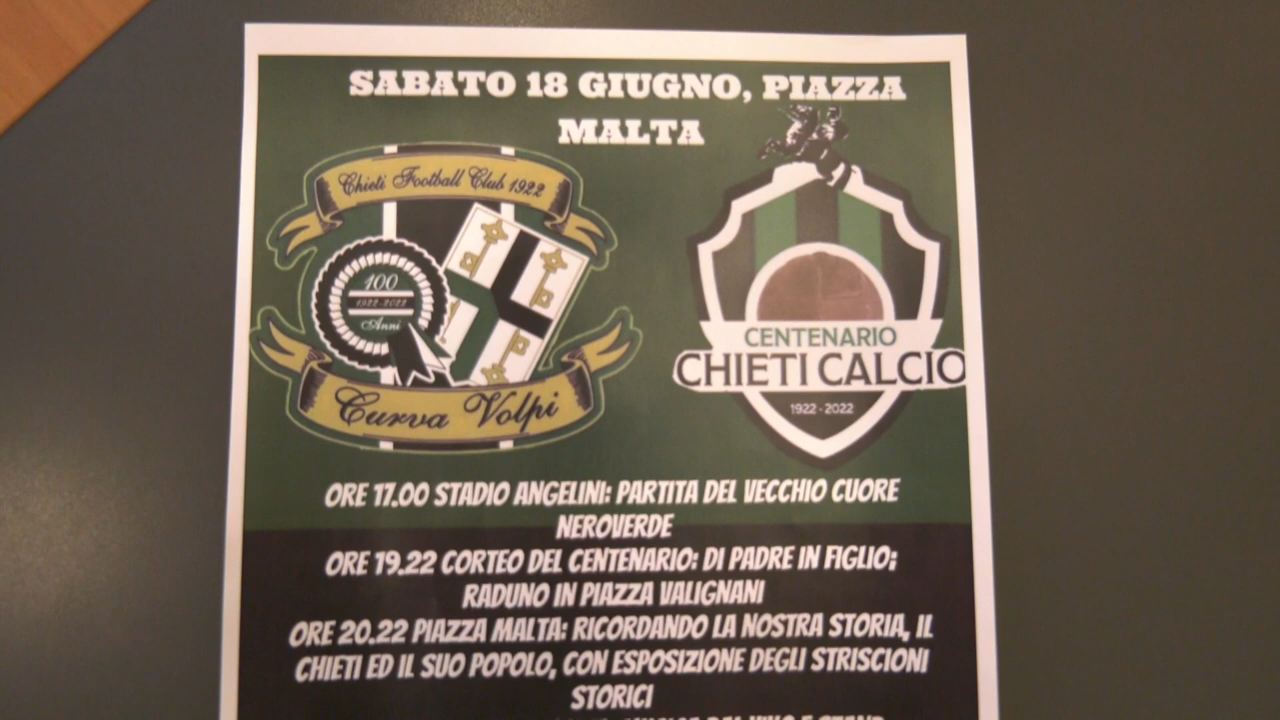 SABATO 18 GIUGNO, PIAZZA
MALTA
Chieti Football Club 1922
100
1922-2022
Anni
Curva Volpi
CENTENARIO
CHIETI CALCIO
1922 - 2022
ORE 17.00 STADIO ANGELINI: PARTITA DEL VECCHIO CUORE
NEROVERDE
ORE 19.22 CORTEO DEL CENTENARIO: DI PADRE IN FIGLIO;
RADUNO IN PIAZZA VALIGNANI
ORE 20.22 PIAZZA MALTA: RICORDANDO LA NOSTRA STORIA, IL
CHIETI ED IL SUO POPOLO, CON ESPOSIZIONE DEGLI STRISCIONI
STORICI